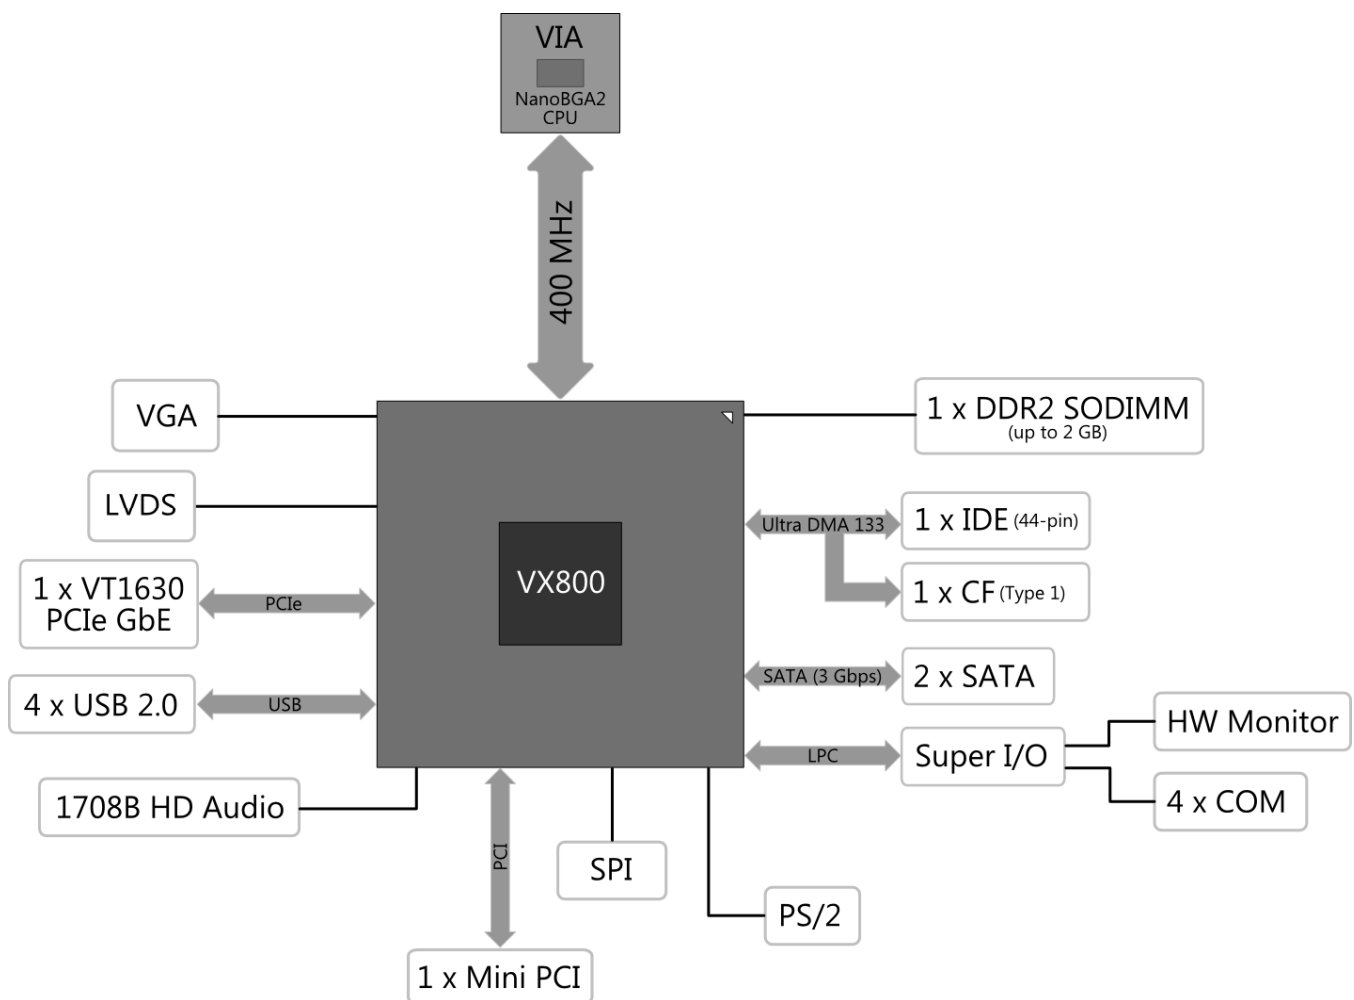 VIA
NanoBGA2
CPU
400 MHz
VGA
1 x DDR2 SODIMM
(up to 2 GB)
LVDS
Ultra DMA 133
1 x IDE (44-pin)
VX800
1 x VT1630
PCIe GbE
PCIe
1 x CF (Type 1)
SATA (3 Gbps)
2 x SATA
4 x USB 2.0
USB
HW Monitor
LPC
Super I/O
1708B HD Audio
4 x COM
PCI
SPI
PS/2
1 x Mini PCI